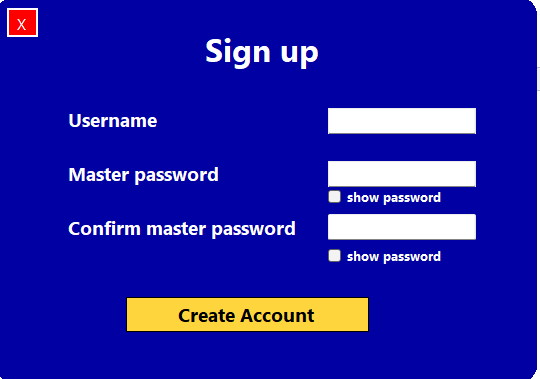 X
Sign up
Username
Master password
show password
Confirm master password
show password
Create Account